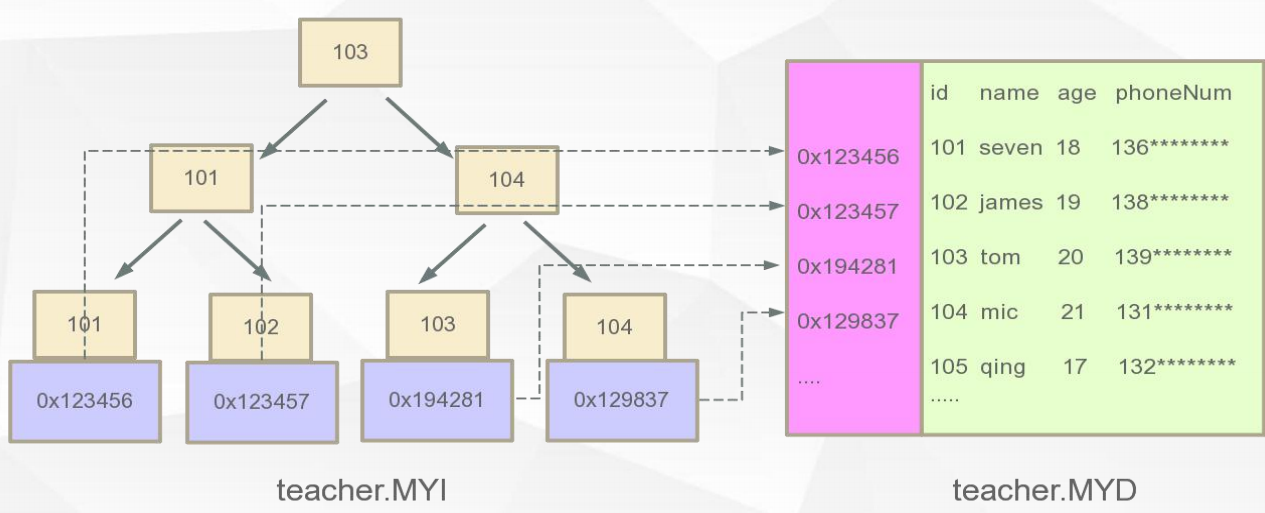 103
101
104
101
102
103
104
0x123456
0x123457
0x194281
0x129837
teacher.MYI
id name age phoneNum
0x123456 101 seven 18 136********
0x123457 102 james 19 138********
0x194281 103 tom 20 139********
0x129837 104 mic 21 131********
.... 105 qing 17 132********
.....
teacher.MYD